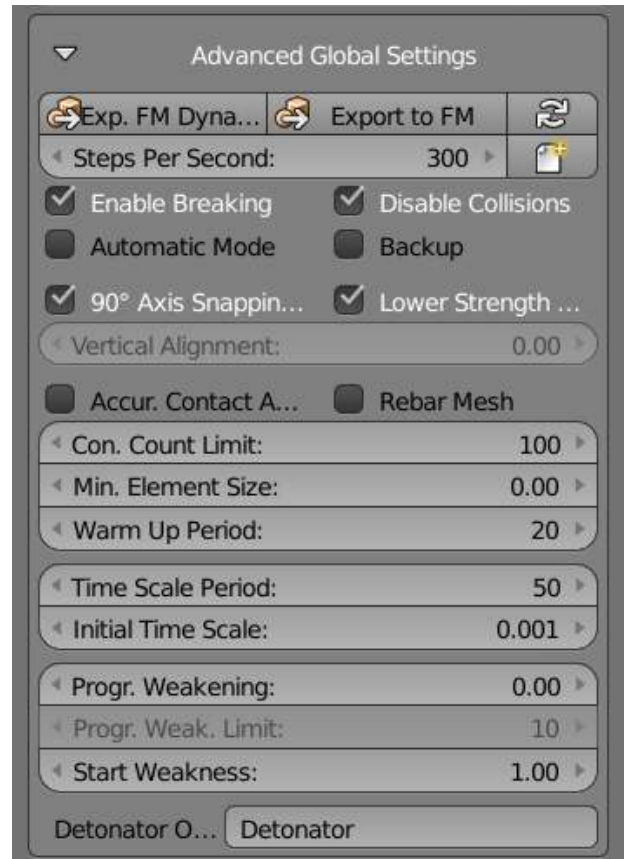 Advanced Global Settings
Exp. FM Dyna... Export to FM
Steps Per Second: 300
Enable Breaking Disable Collisions
Automatic Mode Backup
90° Axis Snappin... Lower Strength ...
Vertical Alignment: 0.00
Accur. Contact A... Rebar Mesh
Con. Count Limit: 100
Min. Element Size: 0.00
Warm Up Period: 20
Time Scale Period: 50
Initial Time Scale: 0.001
Progr. Weakening: 0.00
Progr. Weak. Limit: 10
Start Weakness: 1.00
Detonator O... Detonator